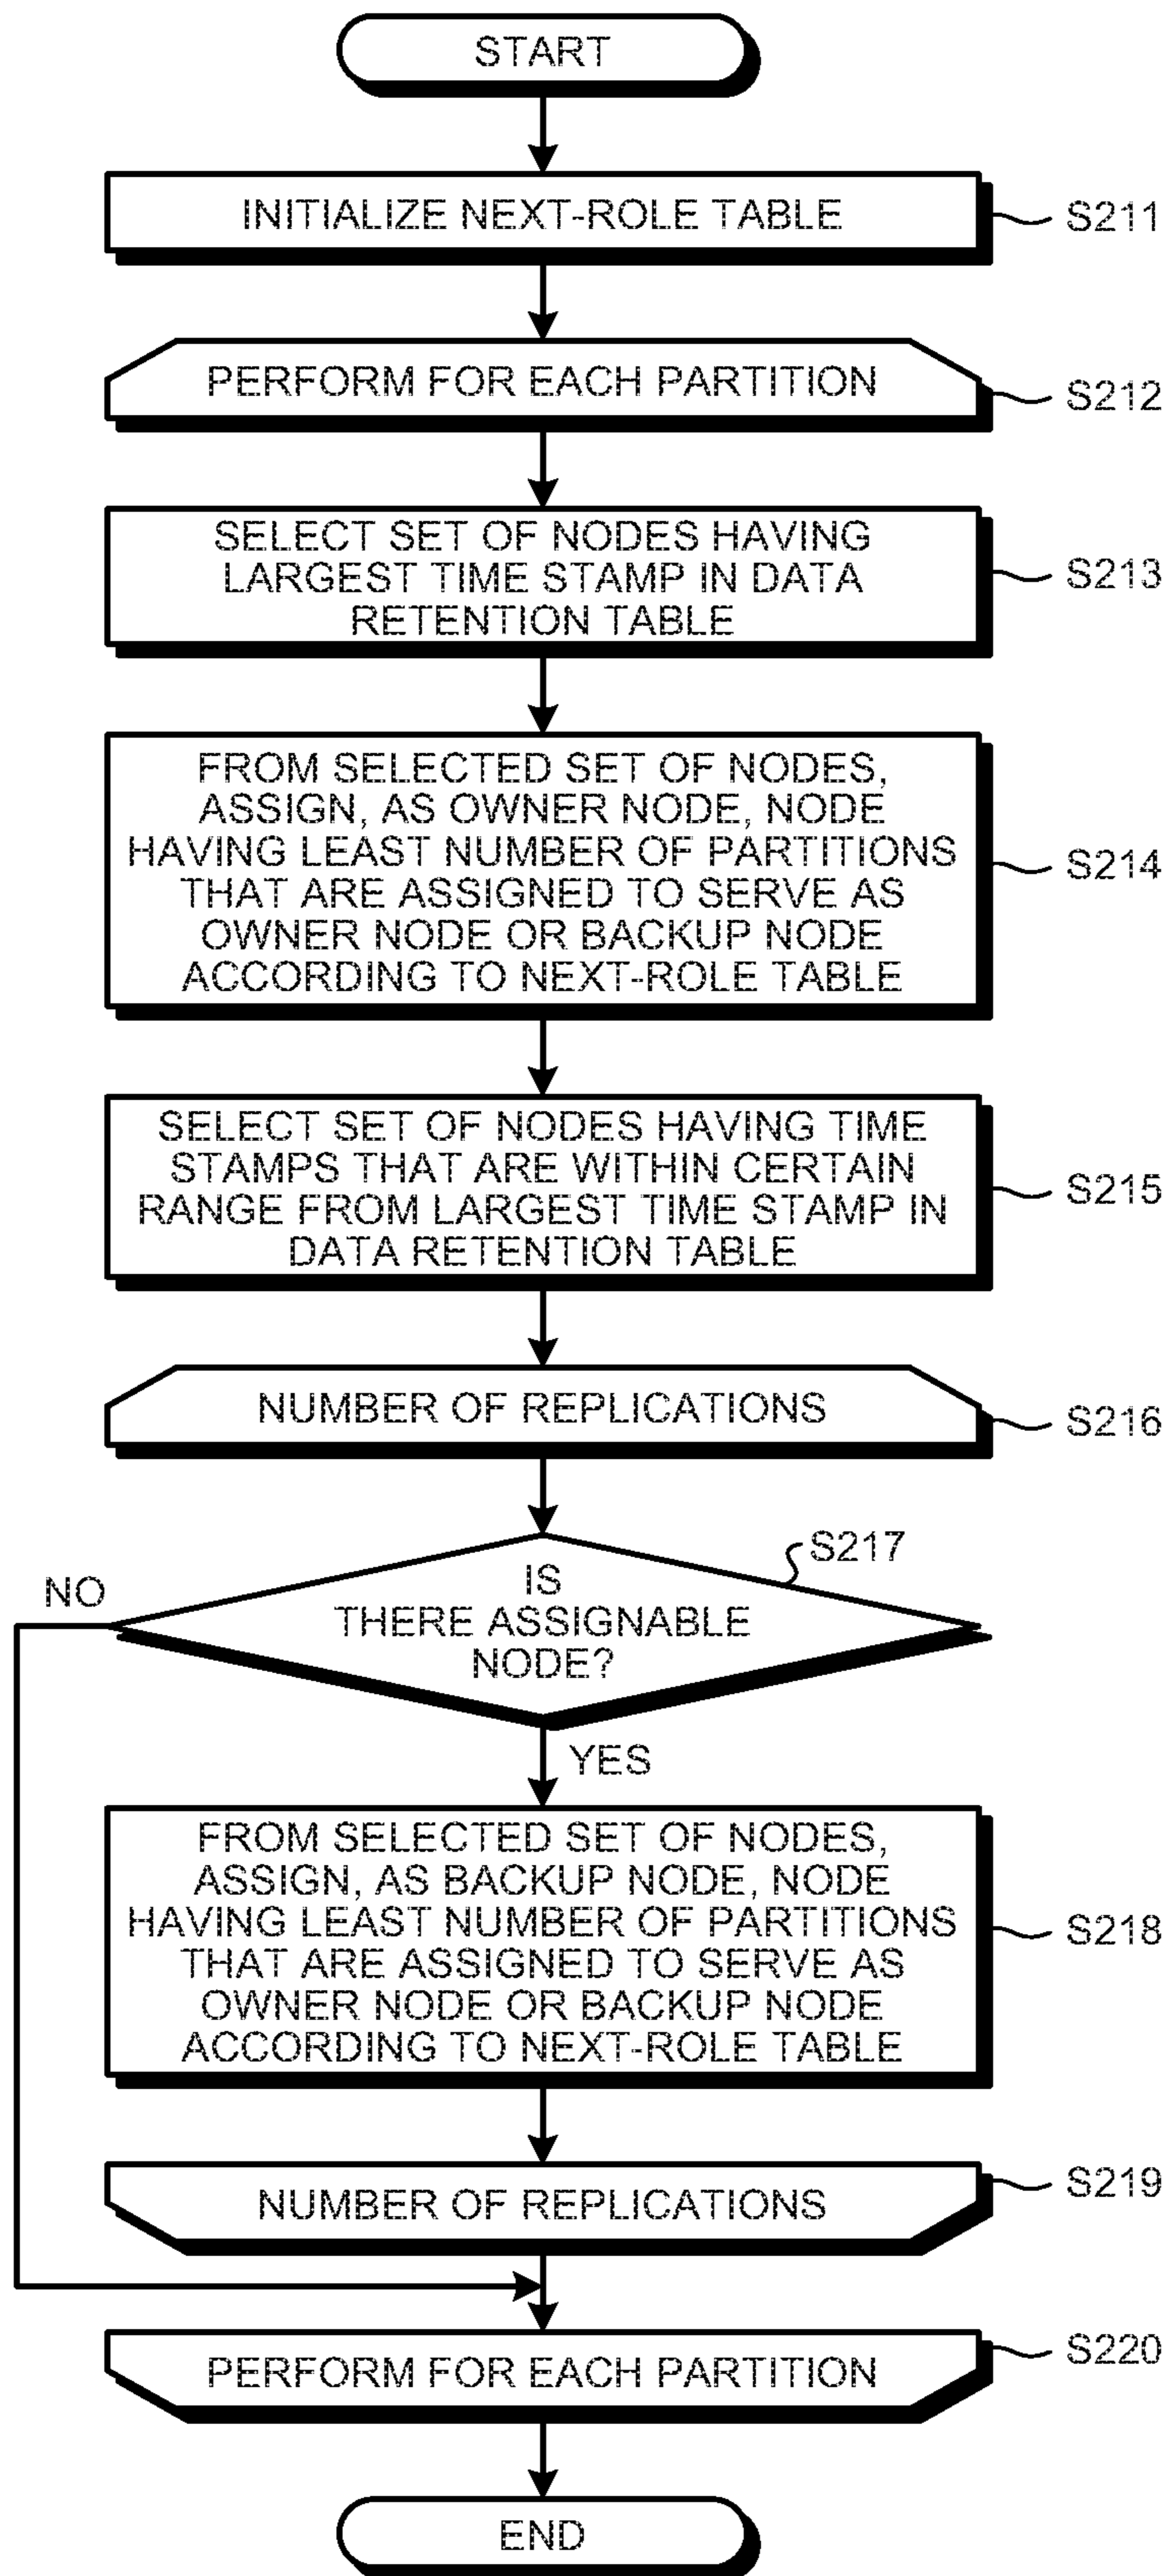 START
INITIALIZE NEXT-ROLE TABLE
S211
PERFORM FOR EACH PARTITION
S212
SELECT SET OF NODES HAVING
LARGEST TIME STAMP IN DATA
RETENTION TABLE
S213
FROM SELECTED SET OF NODES,
ASSIGN, AS OWNER NODE, NODE
HAVING LEAST NUMBER OF PARTITIONS
THAT ARE ASSIGNED TO SERVE AS
OWNER NODE OR BACKUP NODE
ACCORDING TO NEXT-ROLE TABLE
S214
SELECT SET OF NODES HAVING TIME
STAMPS THAT ARE WITHIN CERTAIN
RANGE FROM LARGEST TIME STAMP IN
DATA RETENTION TABLE
S215
NUMBER OF REPLICATIONS
S216
S217
NO
IS
THERE ASSIGNABLE
NODE?
YES
FROM SELECTED SET OF NODES,
ASSIGN, AS BACKUP NODE, NODE
HAVING LEAST NUMBER OF PARTITIONS
THAT ARE ASSIGNED TO SERVE AS
OWNER NODE OR BACKUP NODE
ACCORDING TO NEXT-ROLE TABLE
S218
NUMBER OF REPLICATIONS
S219
PERFORM FOR EACH PARTITION
S220
END